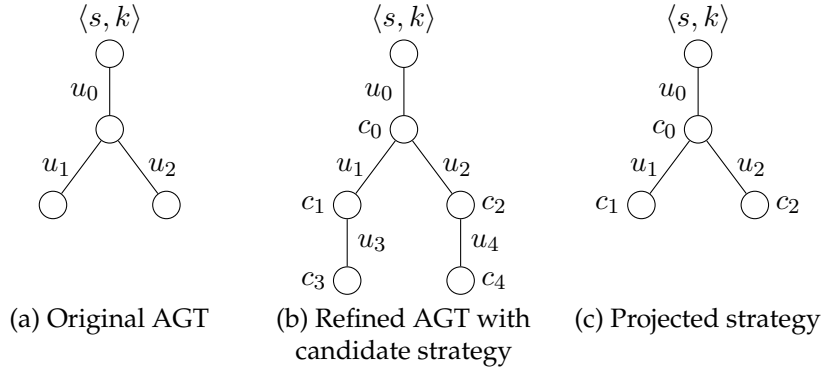 ⟨s, k⟩ ⟨s, k⟩ ⟨s, k⟩
u₀ u₀ u₀
c₀ c₀
u₁ u₂ u₁ u₂ u₁ u₂
c₁ c₂ c₁ c₂
u₃ u₄
c₃ c₄
(a) Original AGT (b) Refined AGT with (c) Projected strategy
candidate strategy